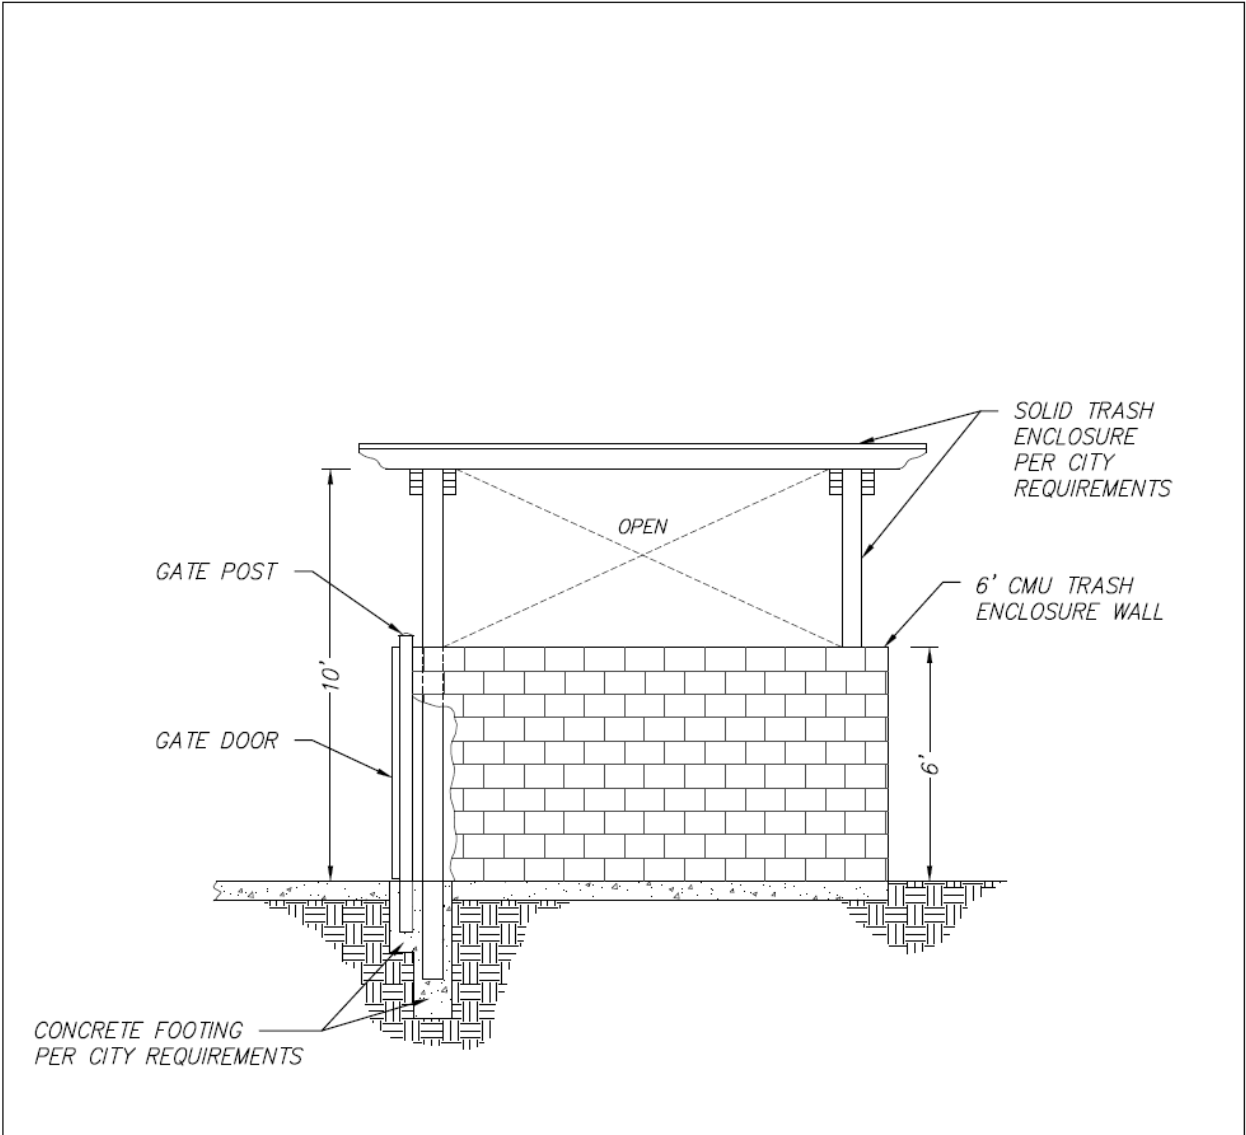 SOLID TRASH
ENCLOSURE
PER CITY
REQUIREMENTS
OPEN
GATE POST
6' CMU TRASH
ENCLOSURE WALL
10'
GATE DOOR
6'
CONCRETE FOOTING
PER CITY REQUIREMENTS